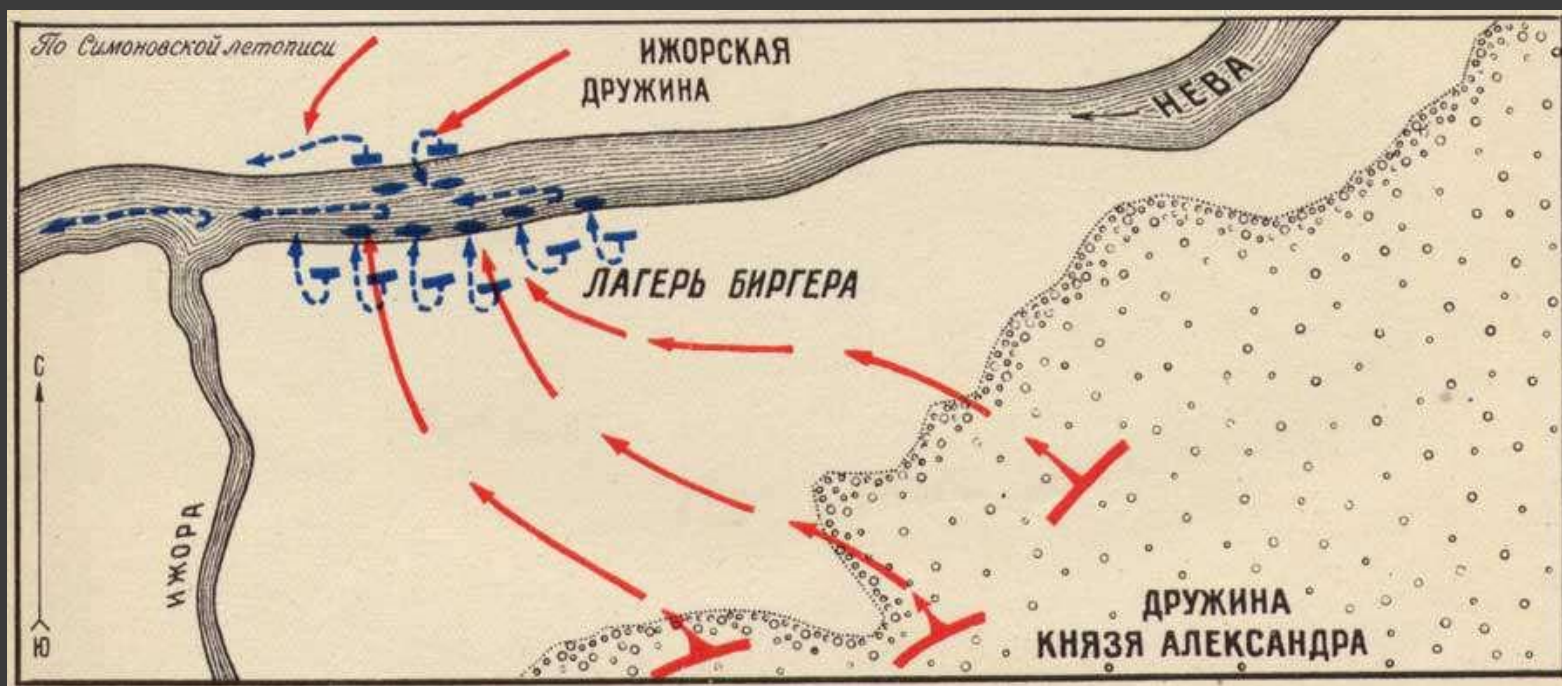 По Симоновской летописи
ИЖОРСКАЯ
ДРУЖИНА
НЕВА
ЛАГЕРЬ БИРГЕРА
С
Ю
ИЖОРА
ДРУЖИНА
КНЯЗЯ АЛЕКСАНДРА